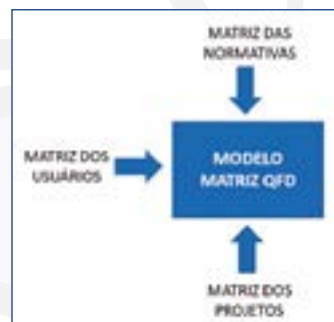 MATRIZ DAS
NORMATIVAS
MATRIZ DOS
USUÁRIOS
MODELO
MATRIZ QFD
MATRIZ DOS
PROJETOS